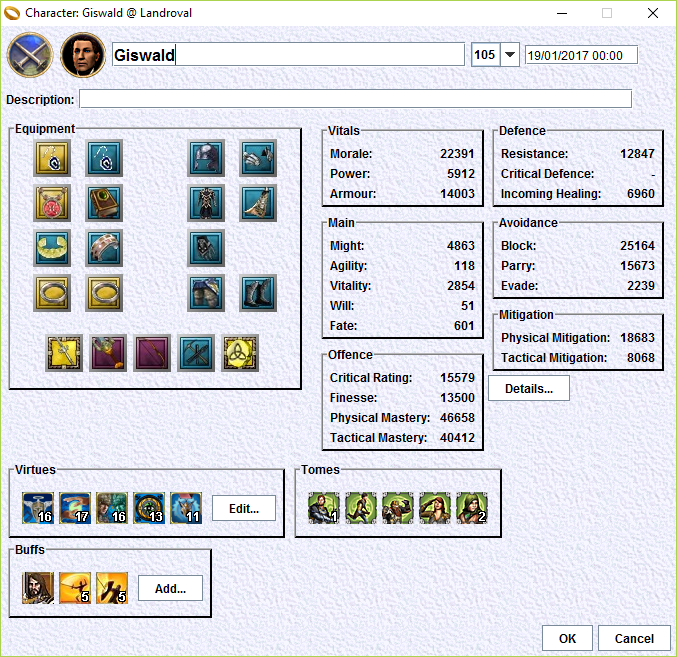 Character: Giswald @ Landroval
Giswald
105
19/01/2017 00:00
Description:
Equipment
Vitals
Morale: 22391
Power: 5912
Armour: 14003
Defence
Resistance: 12847
Critical Defence: -
Incoming Healing: 6960
Main
Might: 4863
Agility: 118
Vitality: 2854
Will: 51
Fate: 601
Avoidance
Block: 25164
Parry: 15673
Evade: 2239
Mitigation
Physical Mitigation: 18683
Tactical Mitigation: 8068
Offence
Critical Rating: 15579
Finesse: 13500
Physical Mastery: 46658
Tactical Mastery: 40412
Details...
Virtues
16 17 16 13 11
Edit...
Tomes
1 2
Buffs
5 5
Add...
OK
Cancel